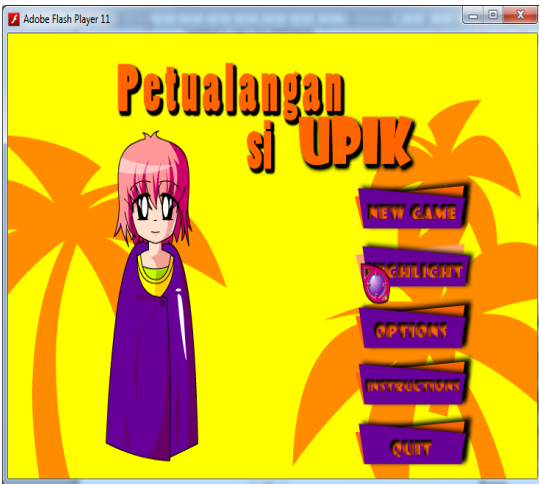 Adobe Flash Player 11
Petualangan
si UPIK
NEW GAME
HIGHLIGHT
OPTIONS
INSTRUCTIONS
QUIT